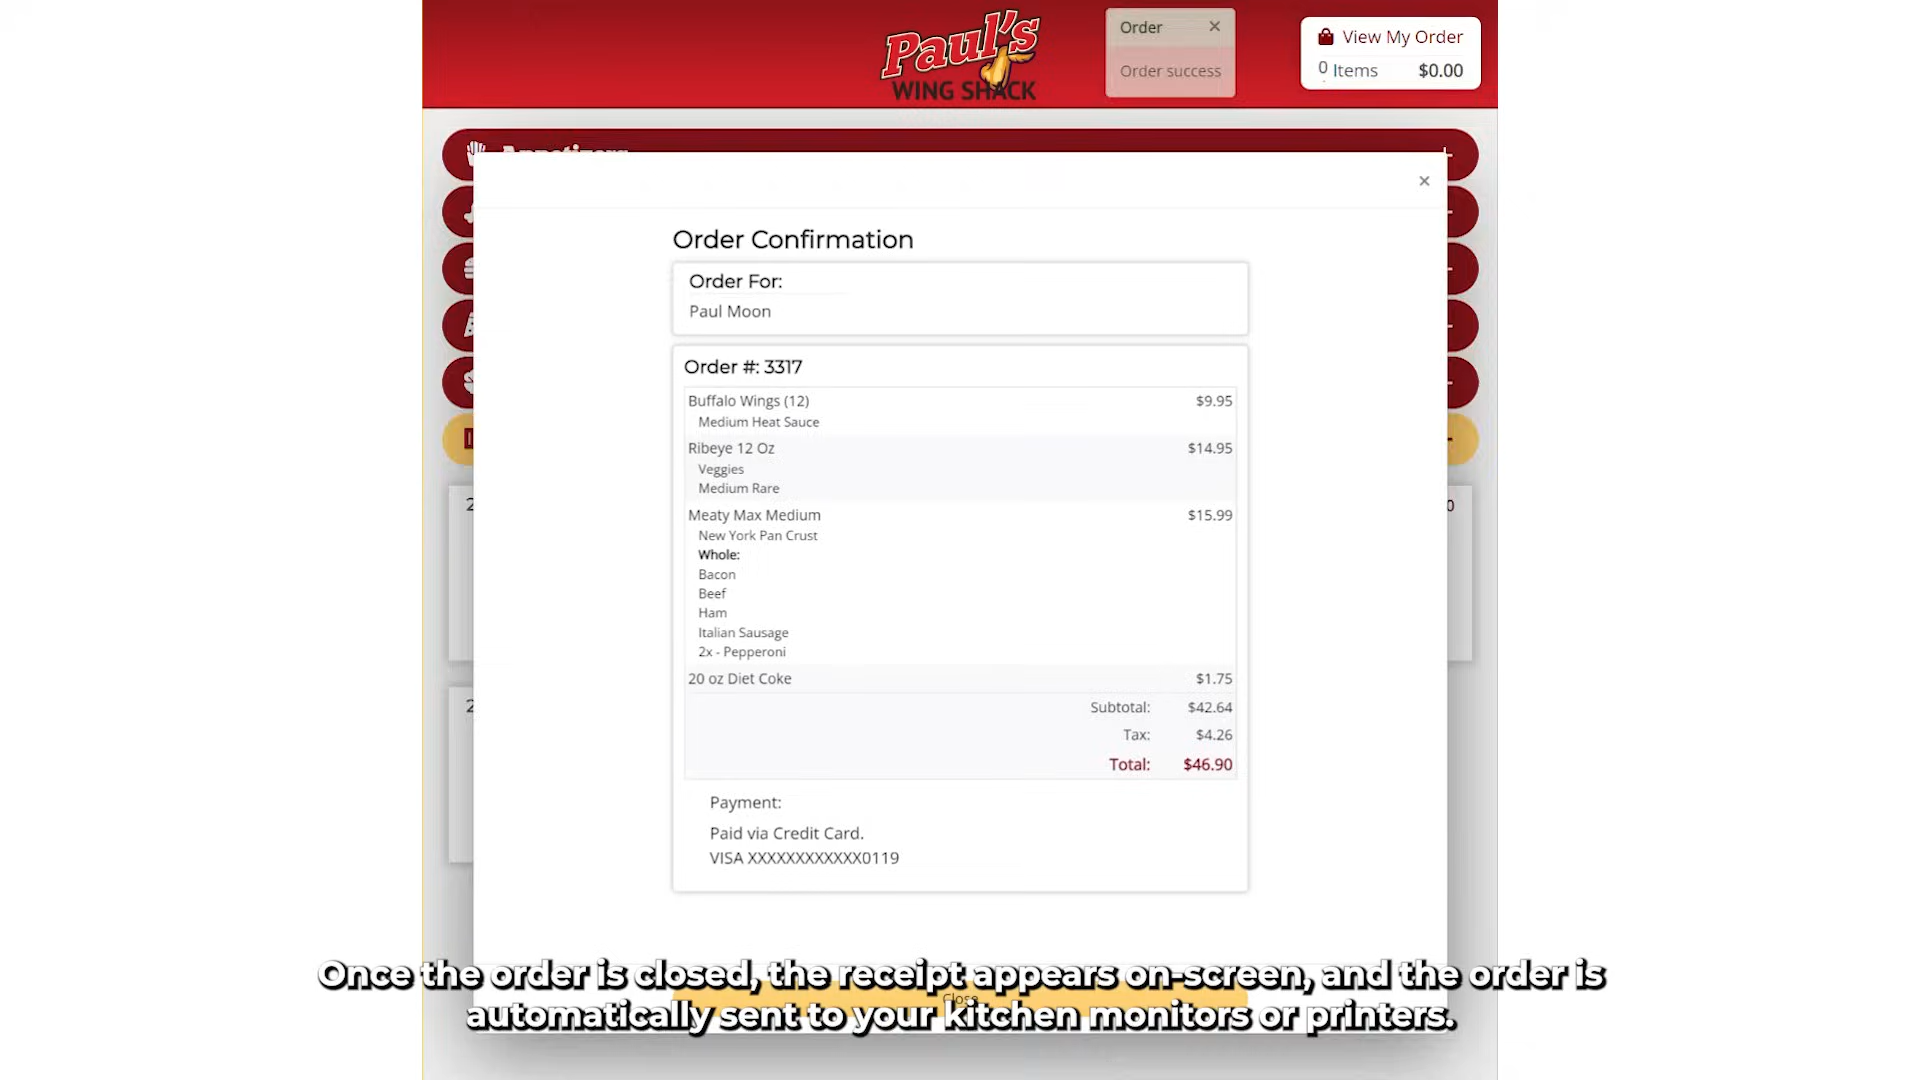 Paul's
WING SHACK
Order ×
Order success
View My Order
0 Items $0.00
Appetizers
×
Order Confirmation
Order For:
Paul Moon
Order #: 3317
Buffalo Wings (12) $9.95
Medium Heat Sauce
Ribeye 12 Oz $14.95
Veggies
Medium Rare
Meaty Max Medium $15.99
New York Pan Crust
Whole:
Bacon
Beef
Ham
Italian Sausage
2x - Pepperoni
20 oz Diet Coke $1.75
Subtotal: $42.64
Tax: $4.26
Total: $46.90
Payment:
Paid via Credit Card.
VISA XXXXXXXXXXXX0119
Close
Once the order is closed, the receipt appears on-screen, and the order is
automatically sent to your kitchen monitors or printers.